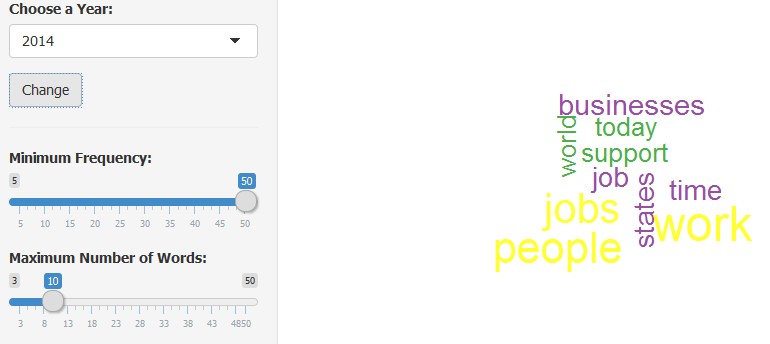 Choose a Year:
2014
Change
Minimum Frequency:
5 50
5 10 15 20 25 30 35 40 45 50
Maximum Number of Words:
3 10 50
3 8 13 18 23 28 33 38 43 4850
businesses
world
today
support
job
states
time
jobs
work
people